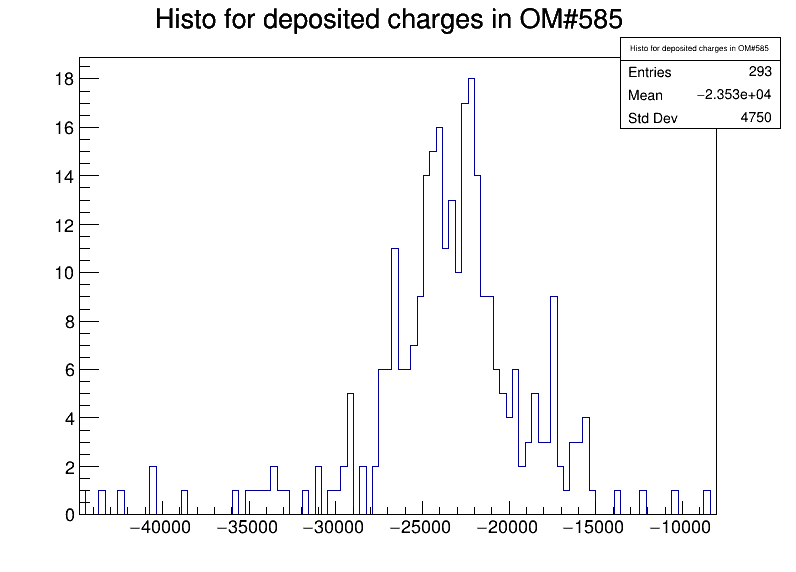 Histo for deposited charges in OM#585
Histo for deposited charges in OM#585
Entries 293
Mean −2.353e+04
Std Dev 4750
18
16
14
12
10
8
6
4
2
0
−40000 −35000 −30000 −25000 −20000 −15000 −10000